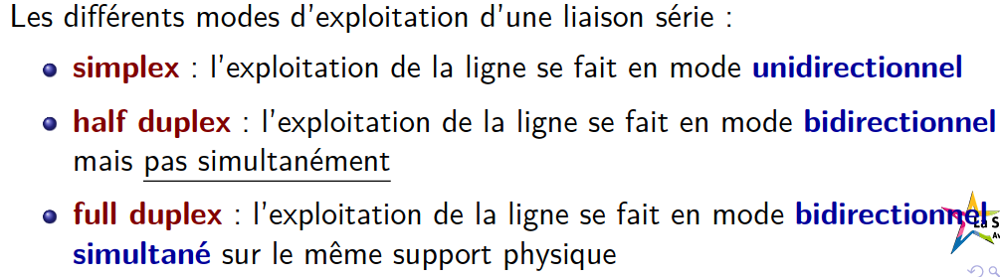 Les différents modes d'exploitation d'une liaison série :
simplex : l'exploitation de la ligne se fait en mode unidirectionnel
half duplex : l'exploitation de la ligne se fait en mode bidirectionnel
mais pas simultanément
full duplex : l'exploitation de la ligne se fait en mode bidirectionnel
simultané sur le même support physique
La S